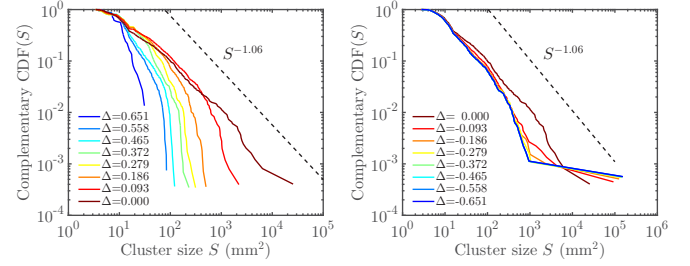 10^0
10^-1
10^-2
10^-3
10^-4
Complementary CDF(S)
S^-1.06
Δ=0.651
Δ=0.558
Δ=0.465
Δ=0.372
Δ=0.279
Δ=0.186
Δ=0.093
Δ=0.000
10^0 10^1 10^2 10^3 10^4 10^5
Cluster size S (mm^2)
10^0
10^-1
10^-2
10^-3
10^-4
Complementary CDF(S)
S^-1.06
Δ= 0.000
Δ=-0.093
Δ=-0.186
Δ=-0.279
Δ=-0.372
Δ=-0.465
Δ=-0.558
Δ=-0.651
10^0 10^1 10^2 10^3 10^4 10^5 10^6
Cluster size S (mm^2)